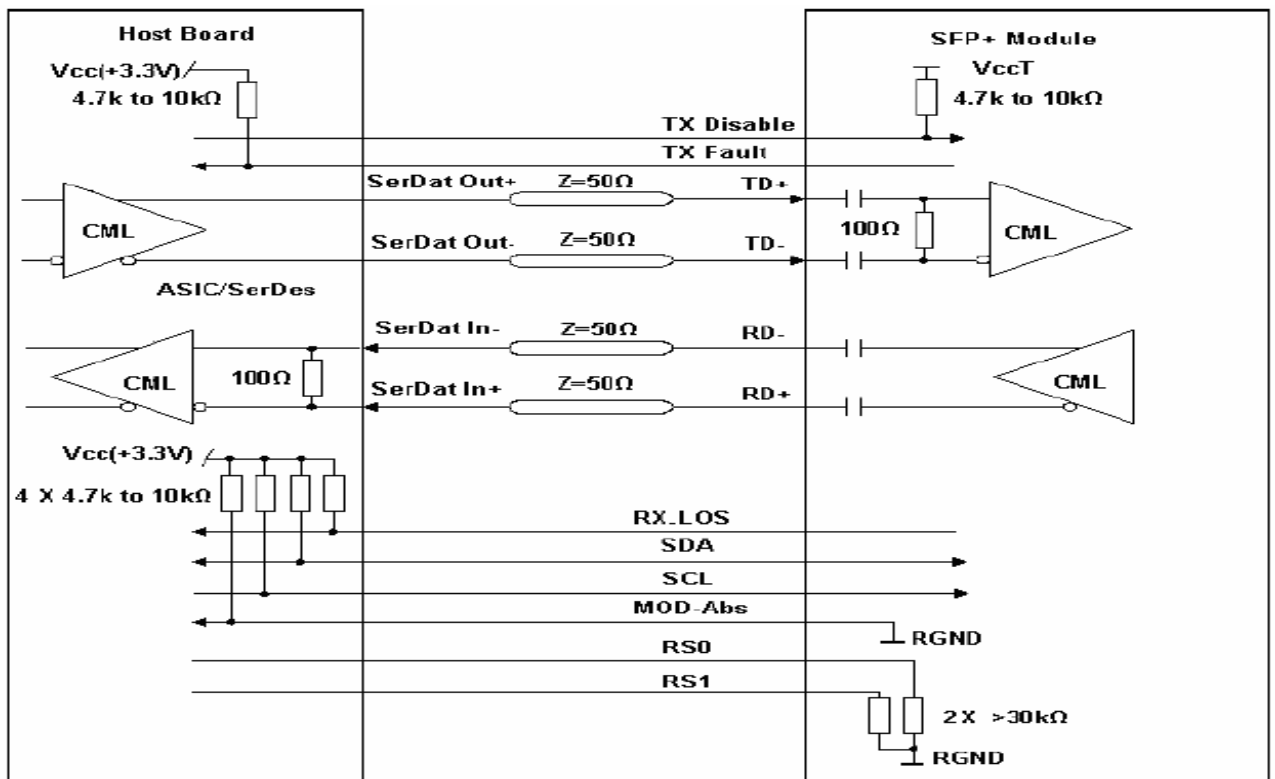 Host Board
SFP+ Module
Vcc(+3.3V)
VccT
4.7k to 10kΩ
4.7k to 10kΩ
TX Disable
TX Fault
SerDat Out+
Z=50Ω
TD+
CML
100Ω
CML
SerDat Out-
Z=50Ω
TD-
ASIC/SerDes
SerDat In-
Z=50Ω
RD-
CML
100Ω
SerDat In+
Z=50Ω
RD+
CML
Vcc(+3.3V)
4 X 4.7k to 10kΩ
RX_LOS
SDA
SCL
MOD-Abs
RGND
RS0
RS1
2X >30kΩ
RGND